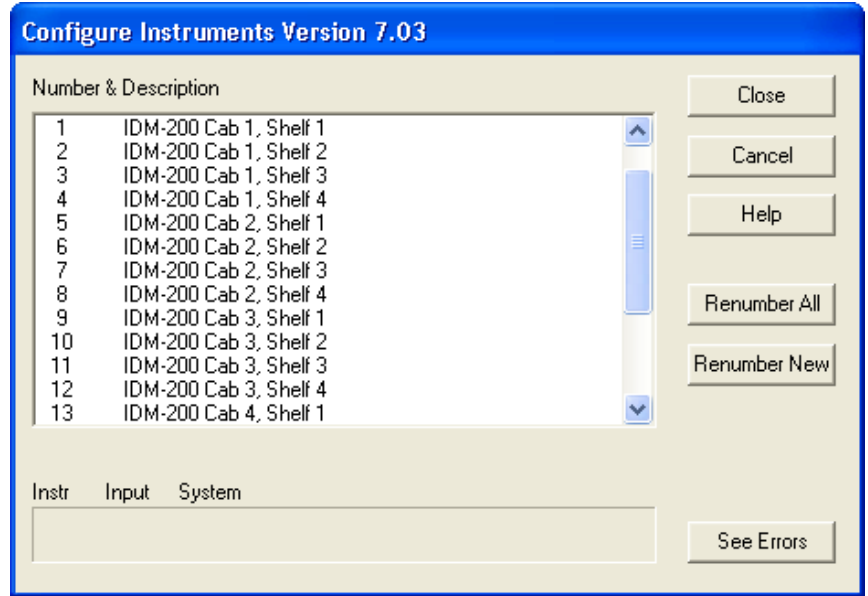 Configure Instruments Version 7.03
Number & Description
1 IDM-200 Cab 1, Shelf 1
2 IDM-200 Cab 1, Shelf 2
3 IDM-200 Cab 1, Shelf 3
4 IDM-200 Cab 1, Shelf 4
5 IDM-200 Cab 2, Shelf 1
6 IDM-200 Cab 2, Shelf 2
7 IDM-200 Cab 2, Shelf 3
8 IDM-200 Cab 2, Shelf 4
9 IDM-200 Cab 3, Shelf 1
10 IDM-200 Cab 3, Shelf 2
11 IDM-200 Cab 3, Shelf 3
12 IDM-200 Cab 3, Shelf 4
13 IDM-200 Cab 4, Shelf 1
Close
Cancel
Help
Renumber All
Renumber New
Instr Input System
See Errors